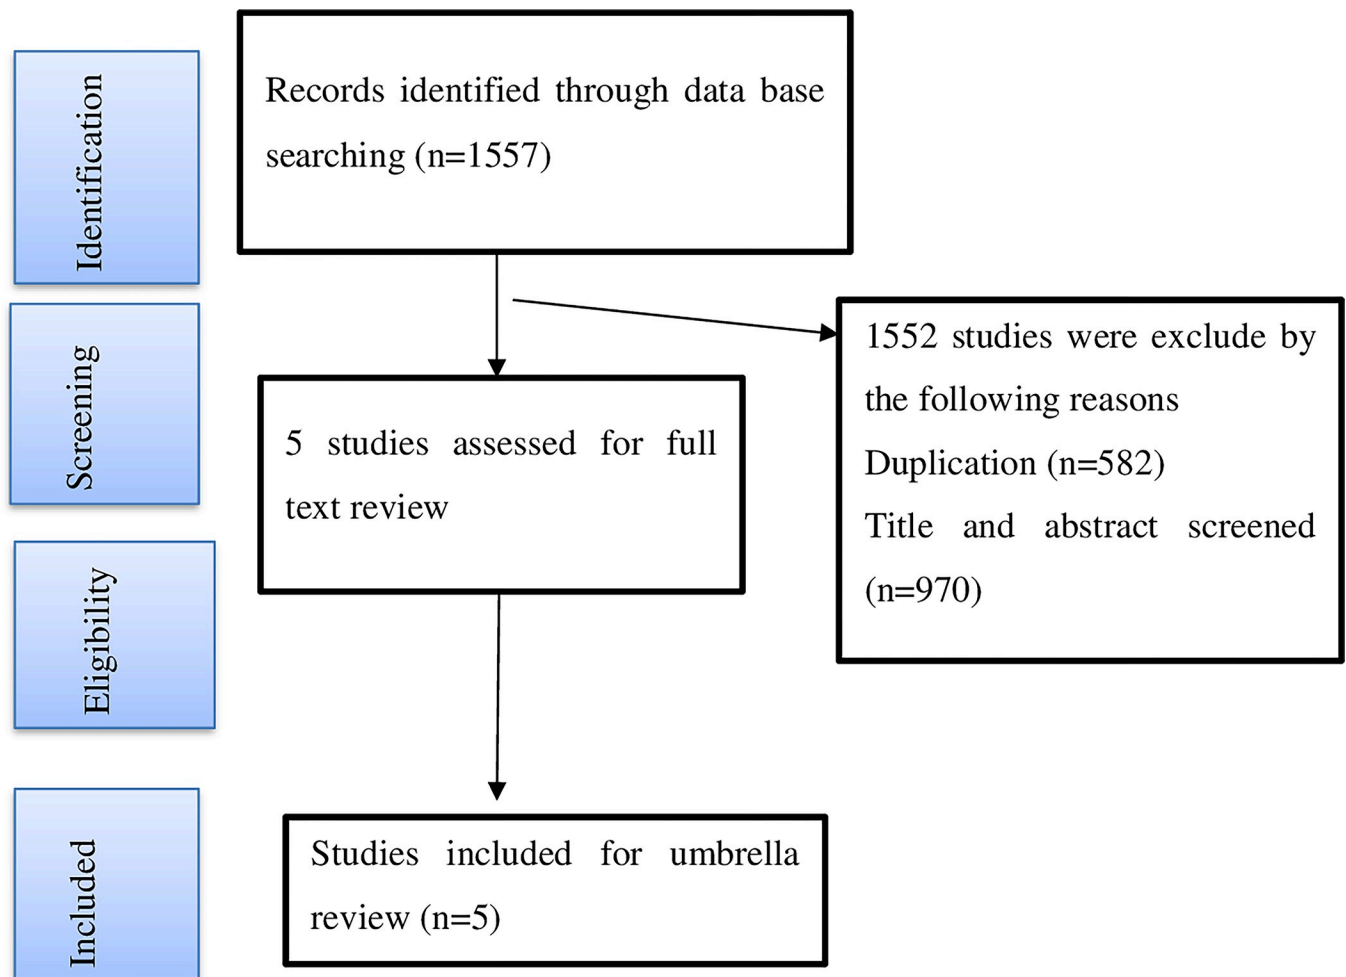 Identification
Records identified through data base
searching (n=1557)
Screening
1552 studies were exclude by
the following reasons
Duplication (n=582)
Title and abstract screened
(n=970)
5 studies assessed for full
text review
Eligibility
Included
Studies included for umbrella
review (n=5)